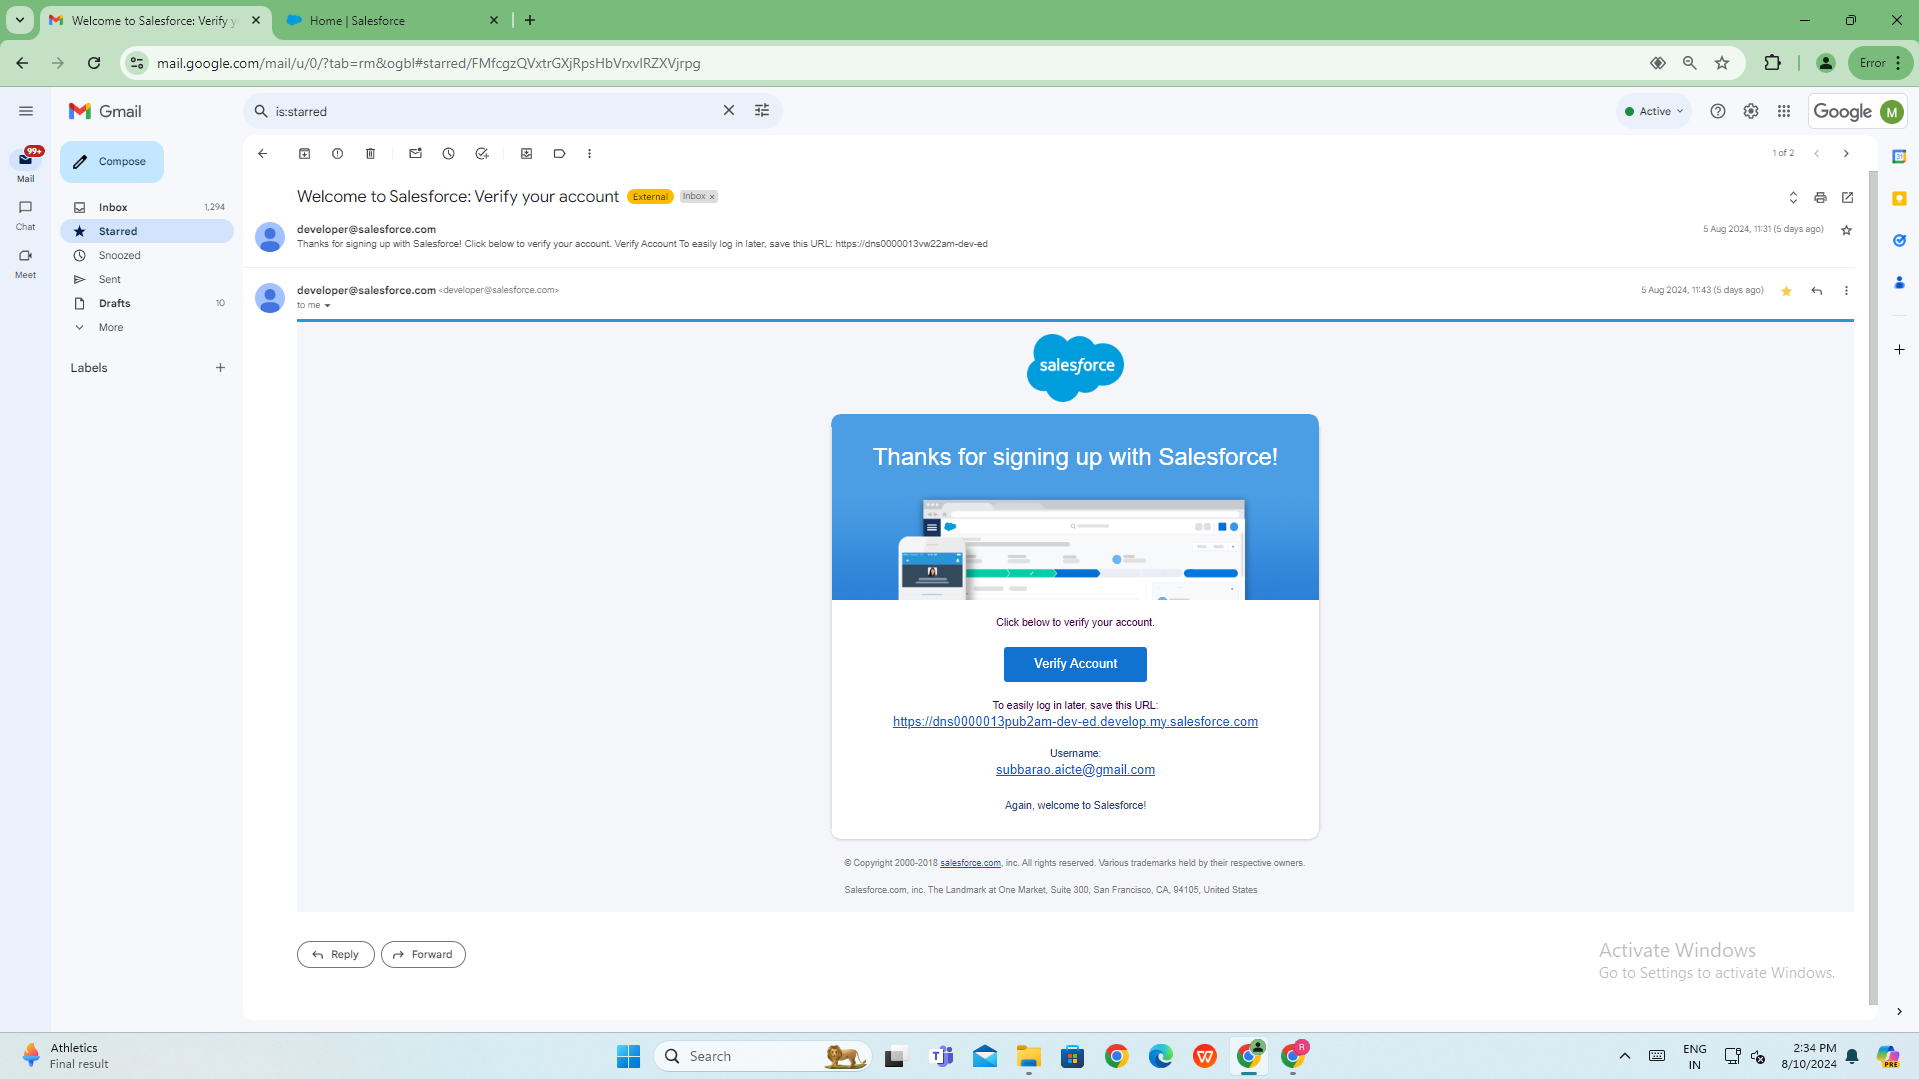 Welcome to Salesforce: Verify y
Home | Salesforce
mail.google.com/mail/u/0/?tab=rm&ogbl#starred/FMfcgzQVxtrGXjRpsHbVrxvlRZXVjrpg
Error
Gmail
is:starred
Active
Google
M
99+
Mail
Chat
Meet
Compose
Inbox 1,294
Starred
Snoozed
Sent
Drafts 10
More
Labels
1 of 2
Welcome to Salesforce: Verify your account External Inbox x
developer@salesforce.com
5 Aug 2024, 11:31 (5 days ago)
Thanks for signing up with Salesforce! Click below to verify your account. Verify Account To easily log in later, save this URL: https://dns0000013vw22am-dev-ed
developer@salesforce.com <developer@salesforce.com>
5 Aug 2024, 11:43 (5 days ago)
to me
salesforce
Thanks for signing up with Salesforce!
Click below to verify your account.
Verify Account
To easily log in later, save this URL:
https://dns0000013pub2am-dev-ed.develop.my.salesforce.com
Username:
subbarao.aicte@gmail.com
Again, welcome to Salesforce!
© Copyright 2000-2018 salesforce.com, inc. All rights reserved. Various trademarks held by their respective owners.
Salesforce.com, inc. The Landmark at One Market, Suite 300, San Francisco, CA, 94105, United States
Reply
Forward
Activate Windows
Go to Settings to activate Windows.
Athletics
Final result
Search
R
ENG
IN
2:34 PM
8/10/2024
PRE